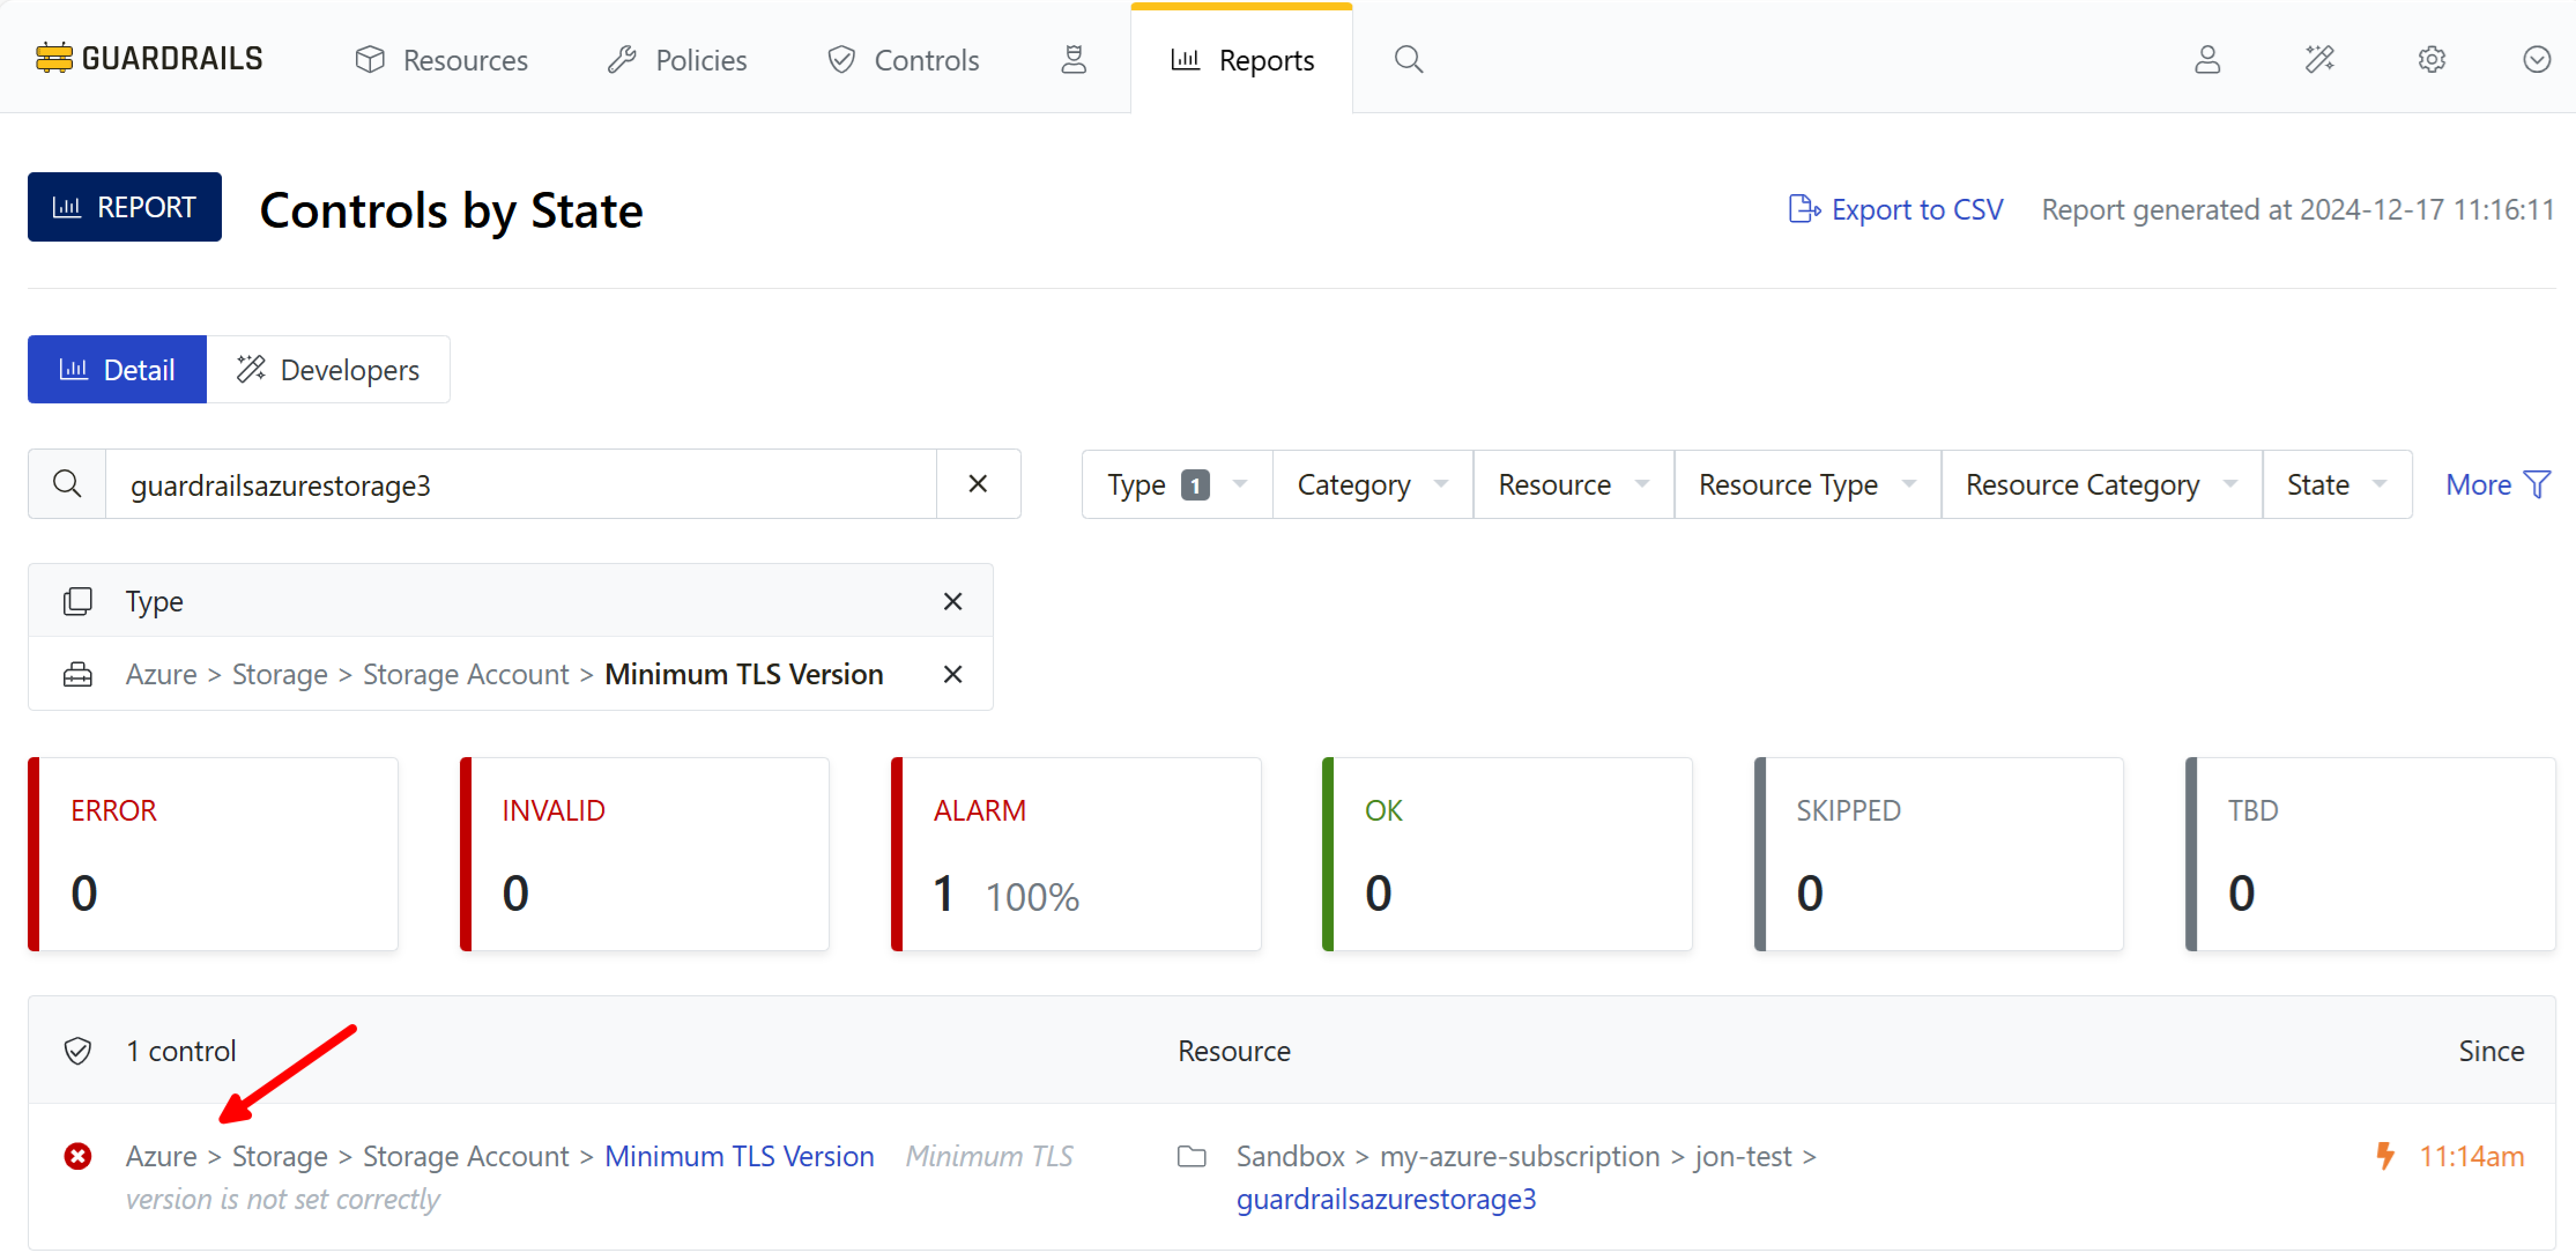 GUARDRAILS Resources Policies Controls Reports
REPORT Controls by State Export to CSV Report generated at 2024-12-17 11:16:11
Detail Developers
guardrailsazurestorage3 Type 1 Category Resource Resource Type Resource Category State More
Type
Azure > Storage > Storage Account > Minimum TLS Version
ERROR INVALID ALARM OK SKIPPED TBD
0 0 1 100% 0 0 0
1 control Resource Since
Azure > Storage > Storage Account > Minimum TLS Version Minimum TLS Sandbox > my-azure-subscription > jon-test > 11:14am
version is not set correctly guardrailsazurestorage3